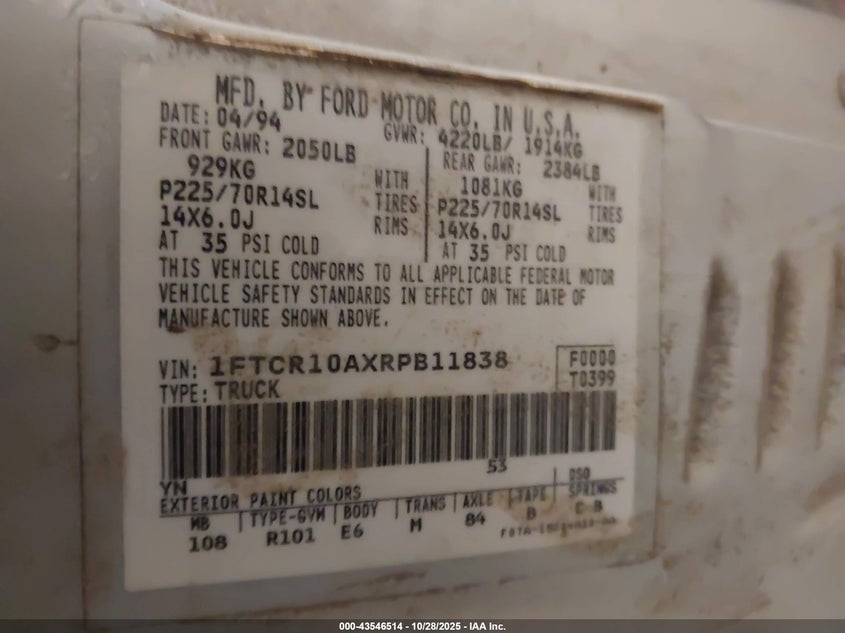 MFD. BY FORD MOTOR CO. IN U.S.A.
DATE: 04/94 GVWR: 4220LB/ 1914KG
FRONT GAWR: 2050LB REAR GAWR: 2384LB
929KG WITH 1081KG WITH
P225/70R14SL TIRES P225/70R14SL TIRES
14X6.0J RIMS 14X6.0J RIMS
AT 35 PSI COLD AT 35 PSI COLD
THIS VEHICLE CONFORMS TO ALL APPLICABLE FEDERAL MOTOR
VEHICLE SAFETY STANDARDS IN EFFECT ON THE DATE OF
MANUFACTURE SHOWN ABOVE.
VIN: 1FTCR10AXRPB11838 F0000
TYPE: TRUCK T0399
53
YN
EXTERIOR PAINT COLORS DSO
MB TYPE-GVM BODY TRANS AXLE TAPE SPRINGS
108 R101 E6 M 84 B C B
000-43546514 | 10/28/2025 - IAA Inc.